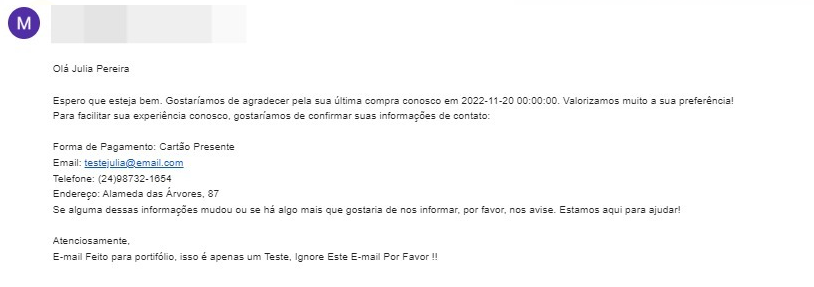 M
Olá Julia Pereira
Espero que esteja bem. Gostaríamos de agradecer pela sua última compra conosco em 2022-11-20 00:00:00. Valorizamos muito a sua preferência!
Para facilitar sua experiência conosco, gostaríamos de confirmar suas informações de contato:
Forma de Pagamento: Cartão Presente
Email: testejulia@email.com
Telefone: (24)98732-1654
Endereço: Alameda das Árvores, 87
Se alguma dessas informações mudou ou se há algo mais que gostaria de nos informar, por favor, nos avise. Estamos aqui para ajudar!
Atenciosamente,
E-mail Feito para portifólio, isso é apenas um Teste, Ignore Este E-mail Por Favor !!